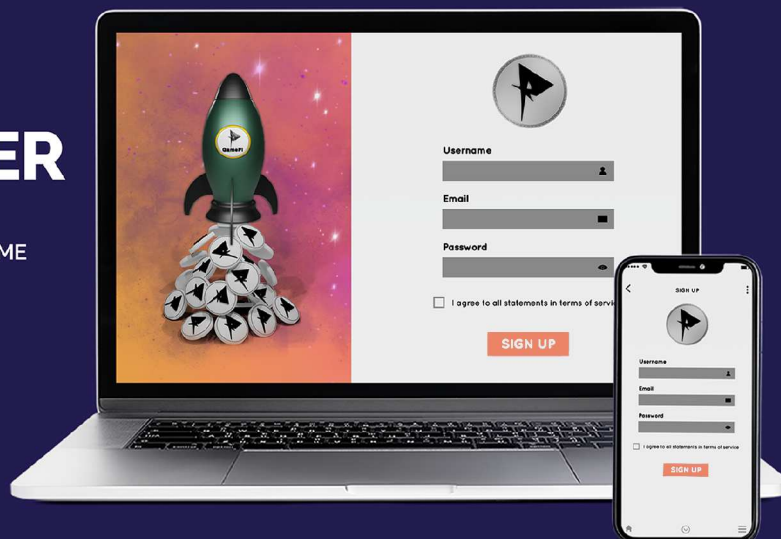 ER
ME
GameFi
Username
Email
Password
I agree to all statements in terms of servic
SIGN UP
SIGN UP
Username
Email
Password
I agree to all statements in terms of service
SIGN UP